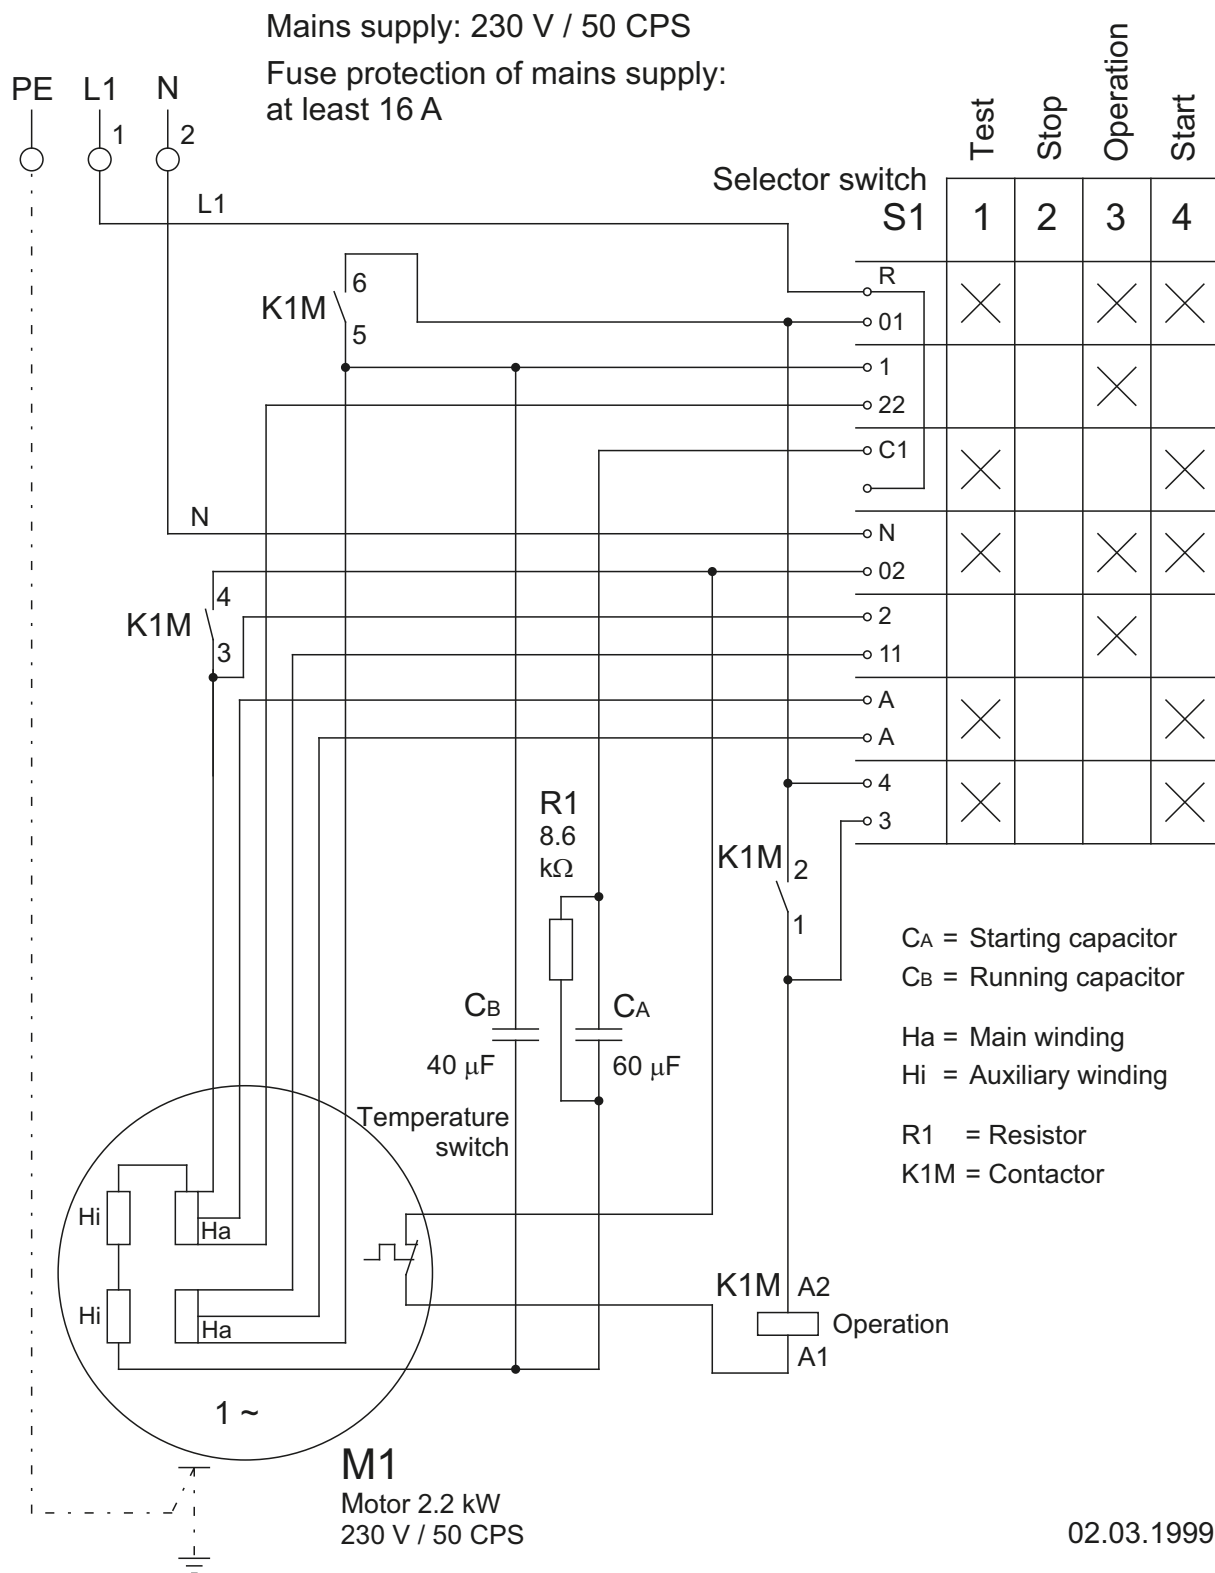 Mains supply: 230 V / 50 CPS
Fuse protection of mains supply:
at least 16 A
PE L1 N
1 2
Test Stop Operation Start
Selector switch
S1 1 2 3 4
L1
R
01
K1M
6
5
1
22
C1
N
N
02
K1M
4
3
2
11
A
A
4
3
R1
8.6
kΩ
K1M
2
1
CA = Starting capacitor
CB = Running capacitor
Ha = Main winding
Hi = Auxiliary winding
R1 = Resistor
K1M = Contactor
CB
40 µF
CA
60 µF
Temperature
switch
Hi
Ha
Hi
Ha
K1M A2
Operation
A1
1 ~
M1
Motor 2.2 kW
230 V / 50 CPS
02.03.1999